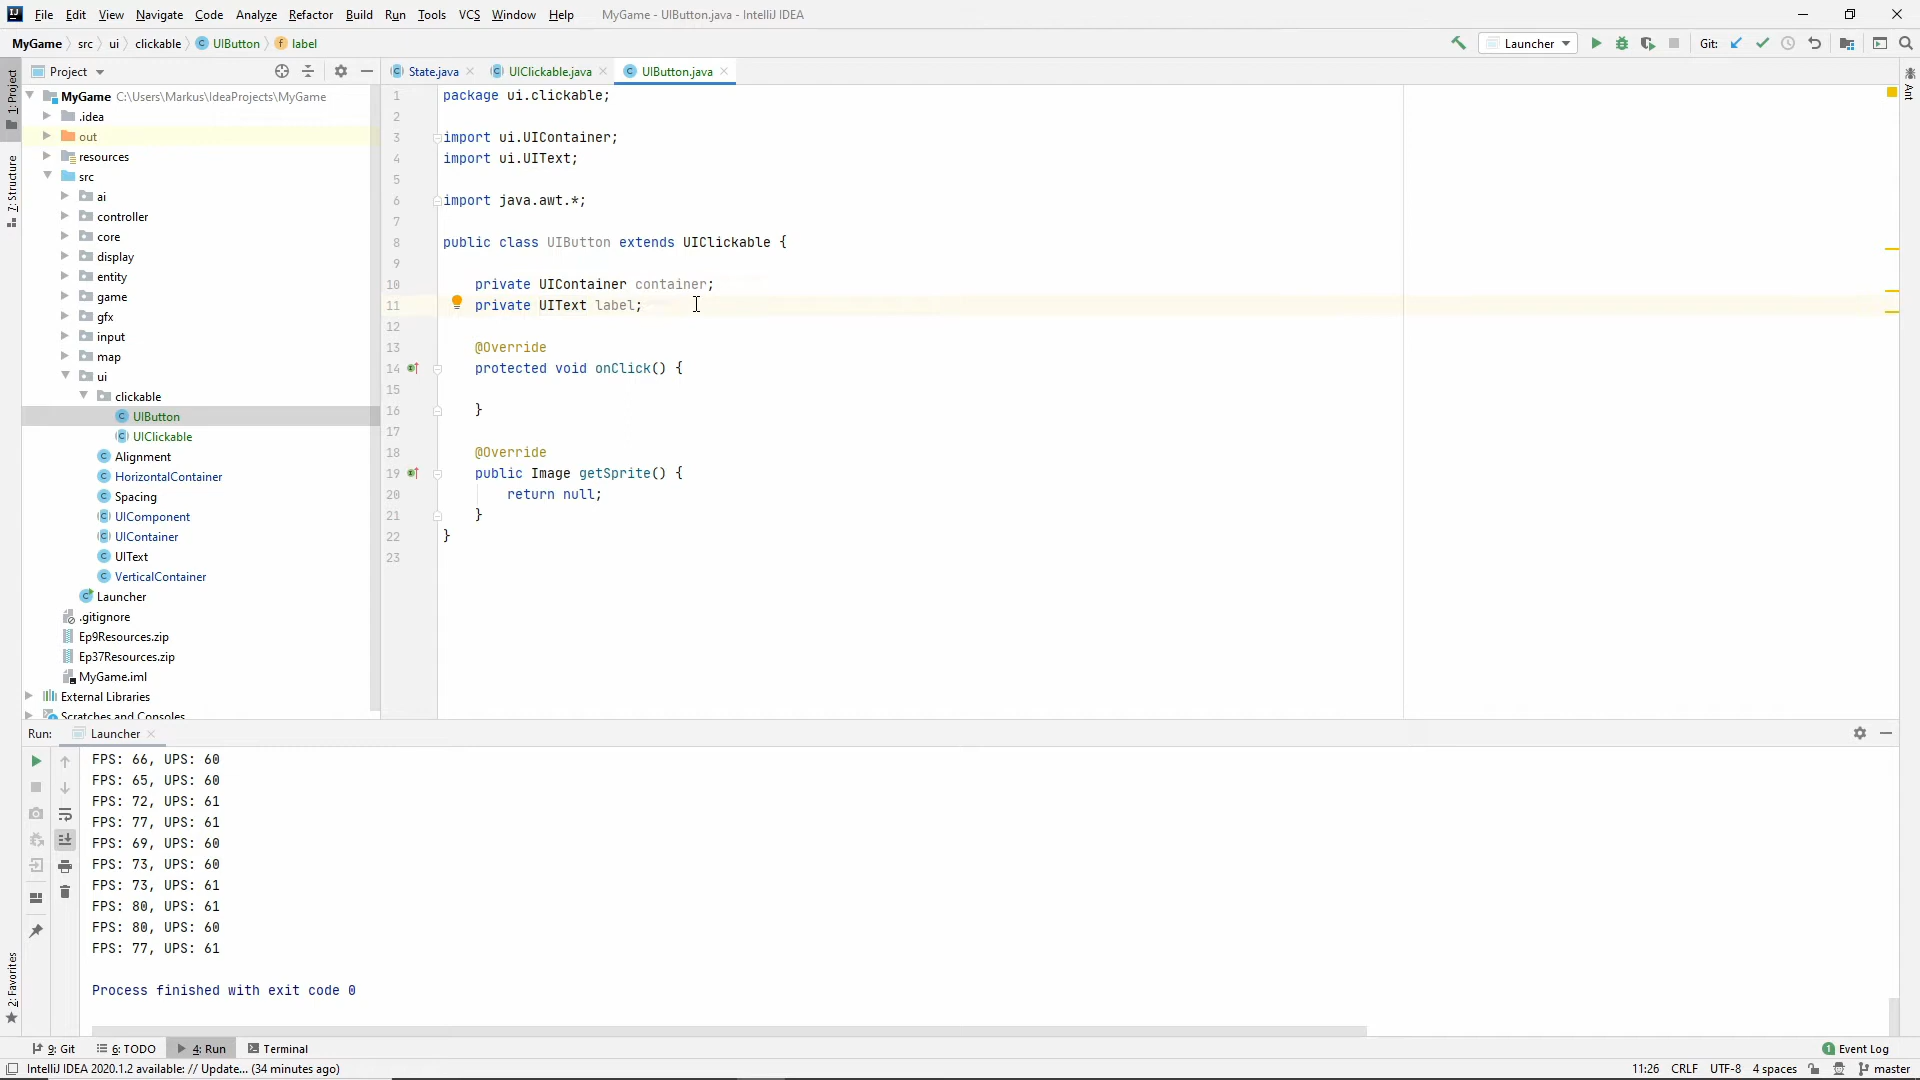 File Edit View Navigate Code Analyze Refactor Build Run Tools VCS Window Help MyGame - UIButton.java - IntelliJ IDEA
MyGame src ui clickable UIButton label Launcher Git:
Project State.java UIClickable.java UIButton.java
1: Project
7: Structure
2: Favorites
Ant
MyGame C:\Users\Markus\IdeaProjects\MyGame
.idea
out
resources
src
ai
controller
core
display
entity
game
gfx
input
map
ui
clickable
UIButton
UIClickable
Alignment
HorizontalContainer
Spacing
UIComponent
UIContainer
UIText
VerticalContainer
Launcher
.gitignore
Ep9Resources.zip
Ep37Resources.zip
MyGame.iml
External Libraries
Scratches and Consoles
1 package ui.clickable;
2
3 import ui.UIContainer;
4 import ui.UIText;
5
6 import java.awt.*;
7
8 public class UIButton extends UIClickable {
9
10 private UIContainer container;
11 private UIText label;
12
13 @Override
14 protected void onClick() {
15
16 }
17
18 @Override
19 public Image getSprite() {
20 return null;
21 }
22 }
23
Run: Launcher
FPS: 66, UPS: 60
FPS: 65, UPS: 60
FPS: 72, UPS: 61
FPS: 77, UPS: 61
FPS: 69, UPS: 60
FPS: 73, UPS: 60
FPS: 73, UPS: 61
FPS: 80, UPS: 61
FPS: 80, UPS: 60
FPS: 77, UPS: 61
Process finished with exit code 0
9: Git 6: TODO 4: Run Terminal 1 Event Log
IntelliJ IDEA 2020.1.2 available: // Update... (34 minutes ago) 11:26 CRLF UTF-8 4 spaces master